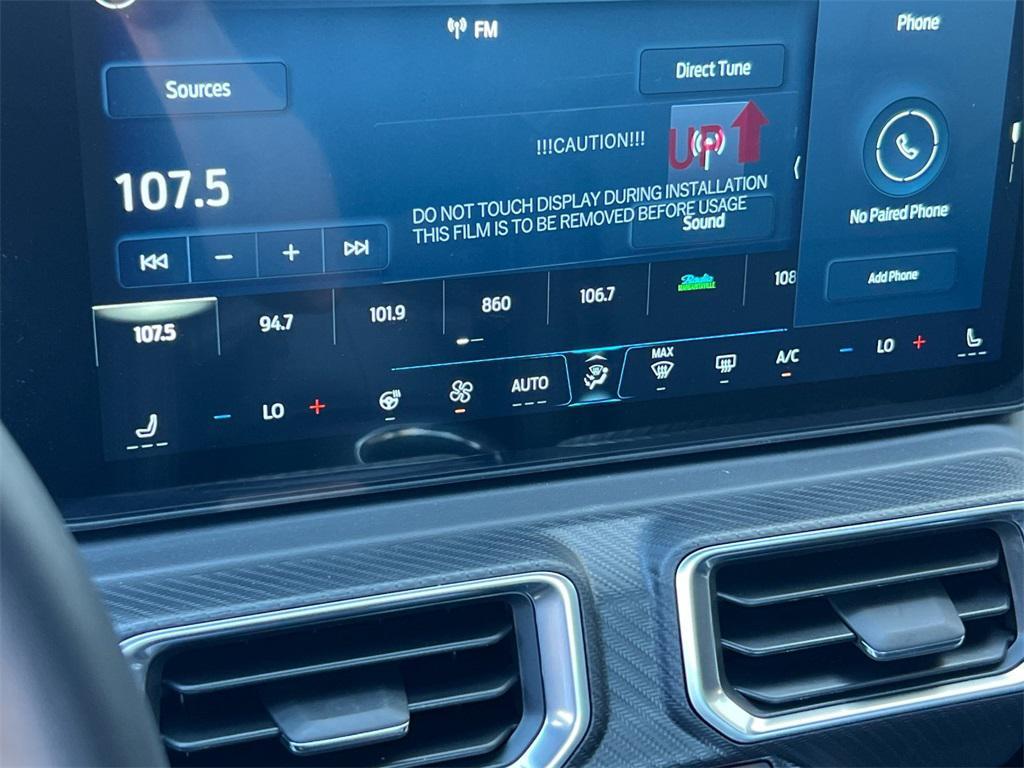 FM
Phone
Sources
Direct Tune
!!!CAUTION!!!
UP
107.5
DO NOT TOUCH DISPLAY DURING INSTALLATION
THIS FILM IS TO BE REMOVED BEFORE USAGE
Sound
No Paired Phone
Add Phone
107.5
94.7
101.9
860
106.7
Radio
MARGARITAVILLE
108
LO
AUTO
MAX
A/C
LO